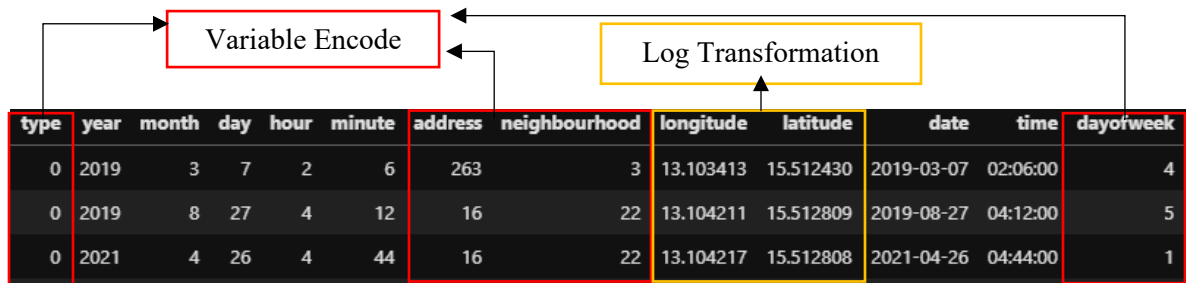 Variable Encode
Log Transformation
type year month day hour minute address neighbourhood longitude latitude date time dayofweek
0 2019 3 7 2 6 263 3 13.103413 15.512430 2019-03-07 02:06:00 4
0 2019 8 27 4 12 16 22 13.104211 15.512809 2019-08-27 04:12:00 5
0 2021 4 26 4 44 16 22 13.104217 15.512808 2021-04-26 04:44:00 1